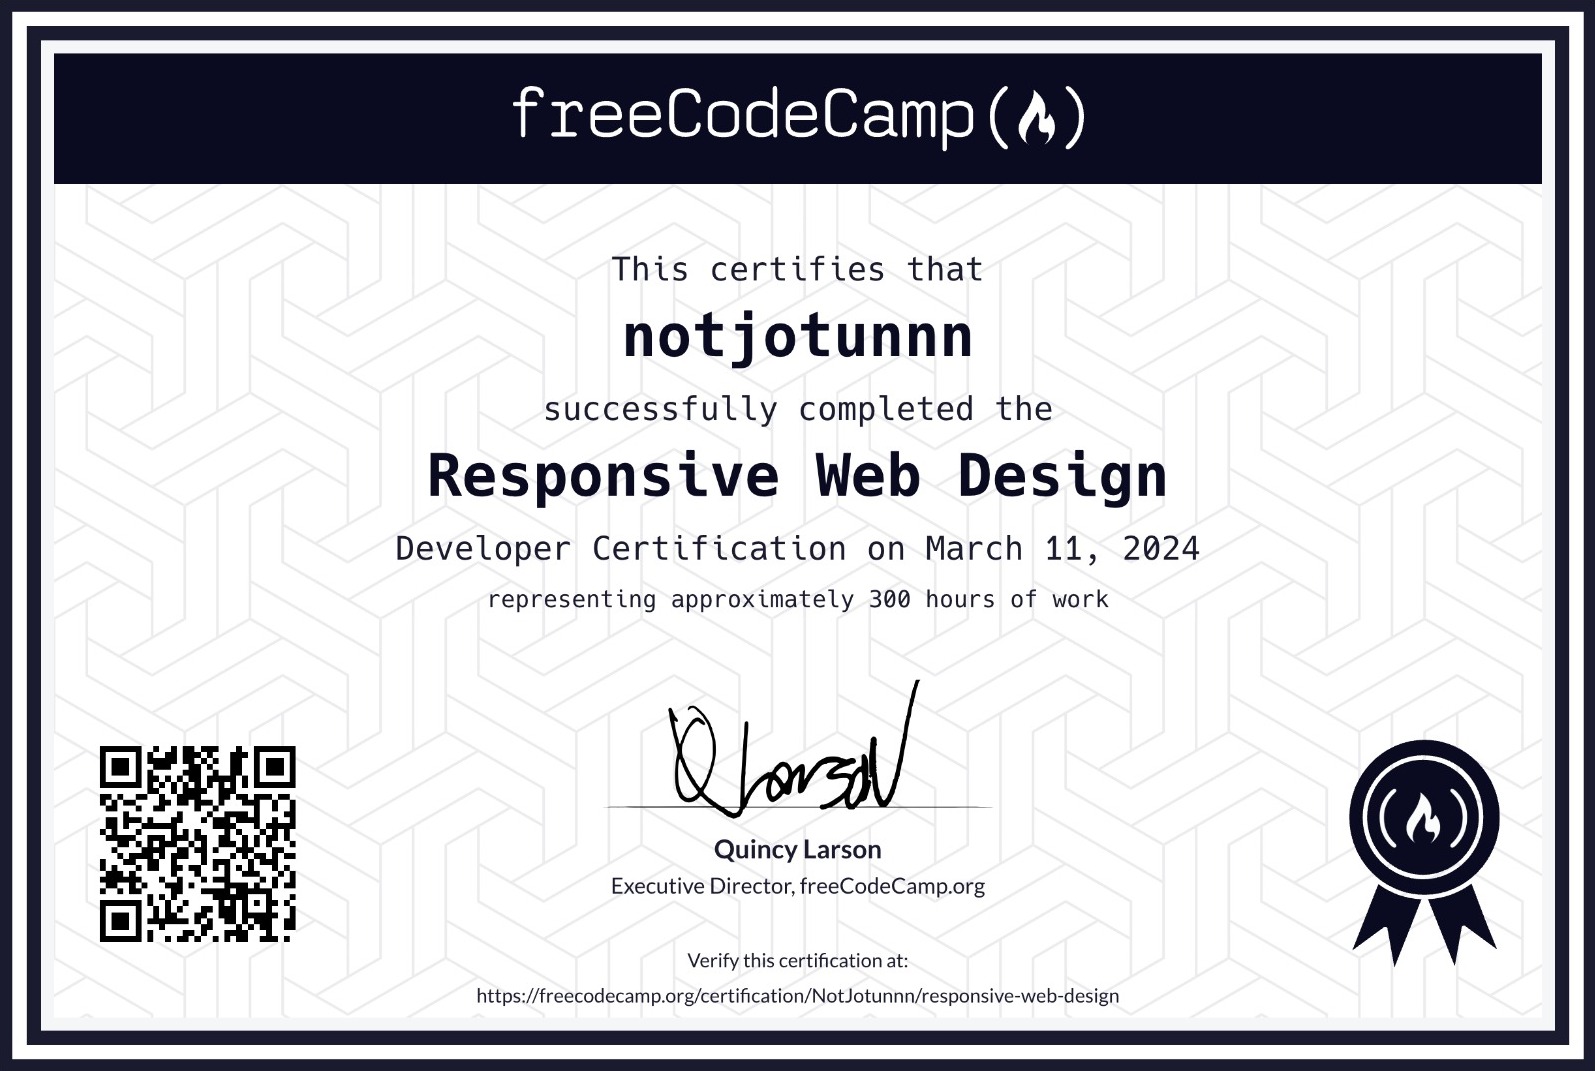 freeCodeCamp
This certifies that
notjotunnn
successfully completed the
Responsive Web Design
Developer Certification on March 11, 2024
representing approximately 300 hours of work
Q Larson
Quincy Larson
Executive Director, freeCodeCamp.org
Verify this certification at:
https://freecodecamp.org/certification/NotJotunnn/responsive-web-design